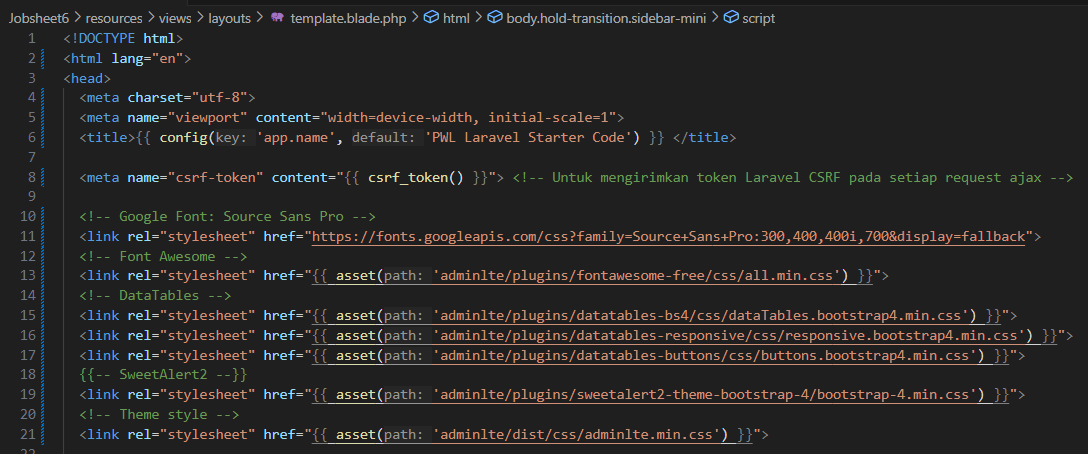 Jobsheet6 > resources > views > layouts > template.blade.php > html > body.hold-transition.sidebar-mini > script
1 <!DOCTYPE html>
2 <html lang="en">
3 <head>
4 <meta charset="utf-8">
5 <meta name="viewport" content="width=device-width, initial-scale=1">
6 <title>{{ config(key: 'app.name', default: 'PWL Laravel Starter Code') }} </title>
7
8 <meta name="csrf-token" content="{{ csrf_token() }}"> <!-- Untuk mengirimkan token Laravel CSRF pada setiap request ajax -->
9
10 <!-- Google Font: Source Sans Pro -->
11 <link rel="stylesheet" href="https://fonts.googleapis.com/css?family=Source+Sans+Pro:300,400,400i,700&display=fallback">
12 <!-- Font Awesome -->
13 <link rel="stylesheet" href="{{ asset(path: 'adminlte/plugins/fontawesome-free/css/all.min.css') }}">
14 <!-- DataTables -->
15 <link rel="stylesheet" href="{{ asset(path: 'adminlte/plugins/datatables-bs4/css/dataTables.bootstrap4.min.css') }}">
16 <link rel="stylesheet" href="{{ asset(path: 'adminlte/plugins/datatables-responsive/css/responsive.bootstrap4.min.css') }}">
17 <link rel="stylesheet" href="{{ asset(path: 'adminlte/plugins/datatables-buttons/css/buttons.bootstrap4.min.css') }}">
18 {{-- SweetAlert2 --}}
19 <link rel="stylesheet" href="{{ asset(path: 'adminlte/plugins/sweetalert2-theme-bootstrap-4/bootstrap-4.min.css') }}">
20 <!-- Theme style -->
21 <link rel="stylesheet" href="{{ asset(path: 'adminlte/dist/css/adminlte.min.css') }}">